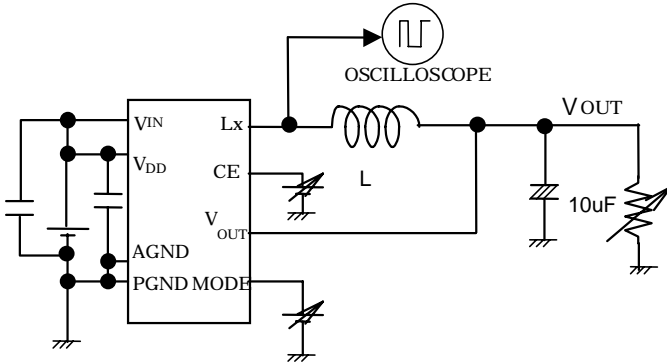 OSCILLOSCOPE
VIN
Lx
VOUT
VDD
CE
L
10uF
VOUT
AGND
PGND
MODE